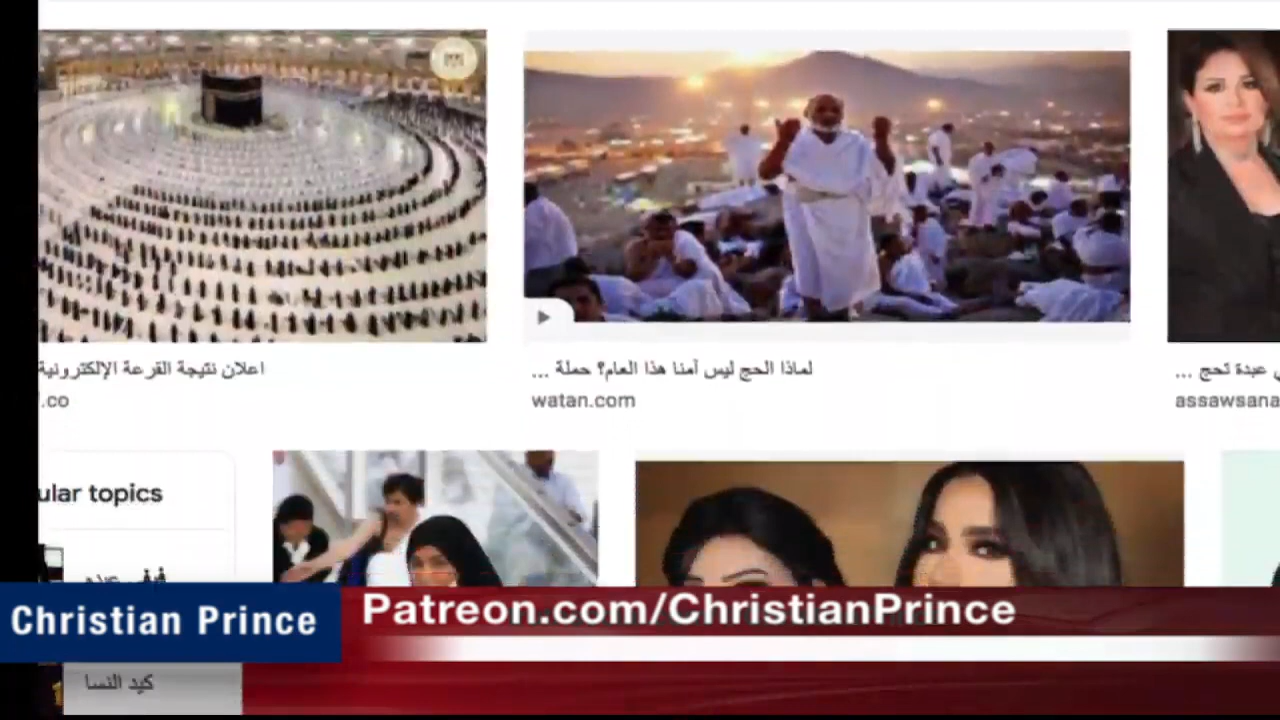 اعلان نتيجة القرعة الإلكترونية
.co
لماذا الحج ليس آمنا هذا العام؟ حملة ...
watan.com
عبدة تحج ...
assawsana
ular topics
Christian Prince
Patreon.com/ChristianPrince
كيد النسا